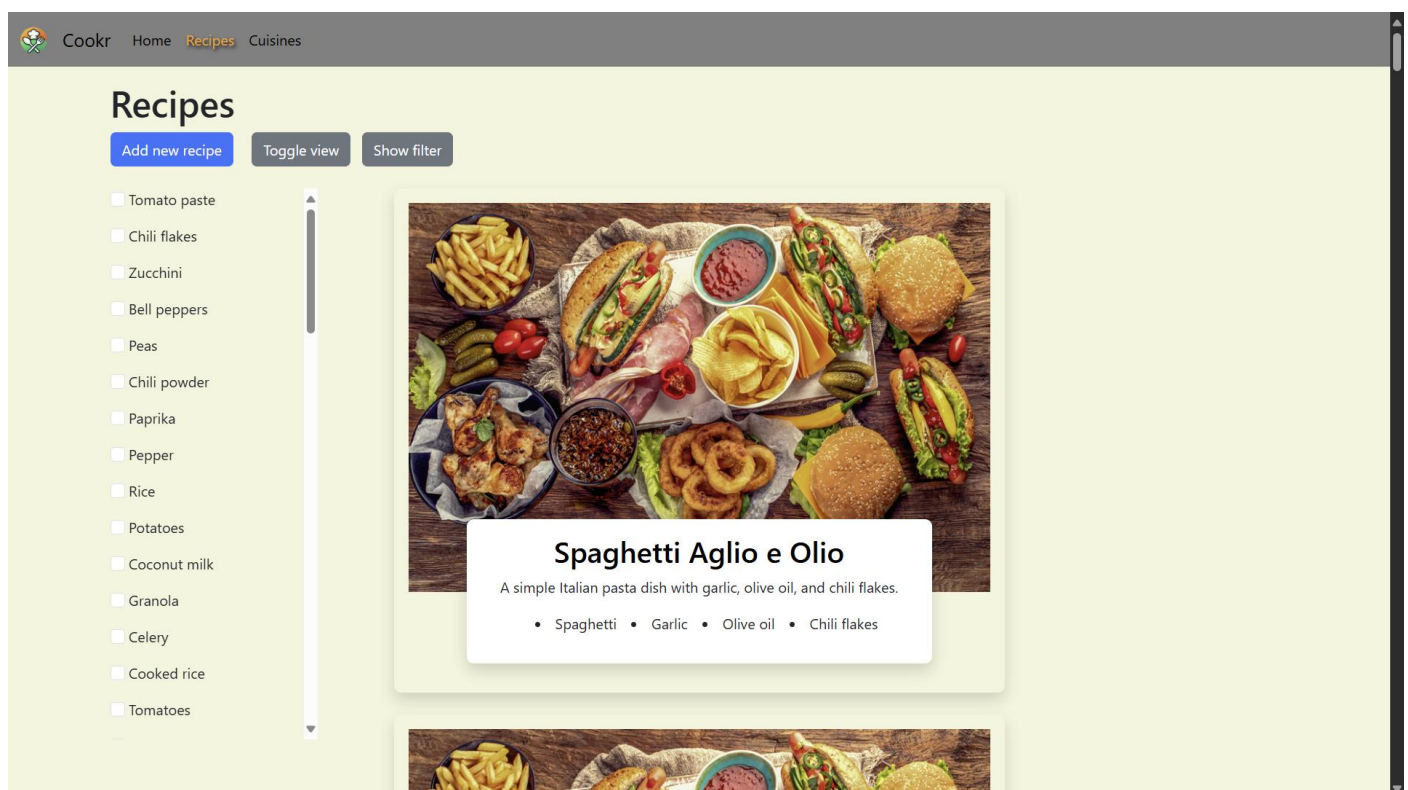 Cookr Home Recipes Cuisines
Recipes
Add new recipe Toggle view Show filter
Tomato paste
Chili flakes
Zucchini
Bell peppers
Peas
Chili powder
Paprika
Pepper
Rice
Potatoes
Coconut milk
Granola
Celery
Cooked rice
Tomatoes
Spaghetti Aglio e Olio
A simple Italian pasta dish with garlic, olive oil, and chili flakes.
• Spaghetti • Garlic • Olive oil • Chili flakes